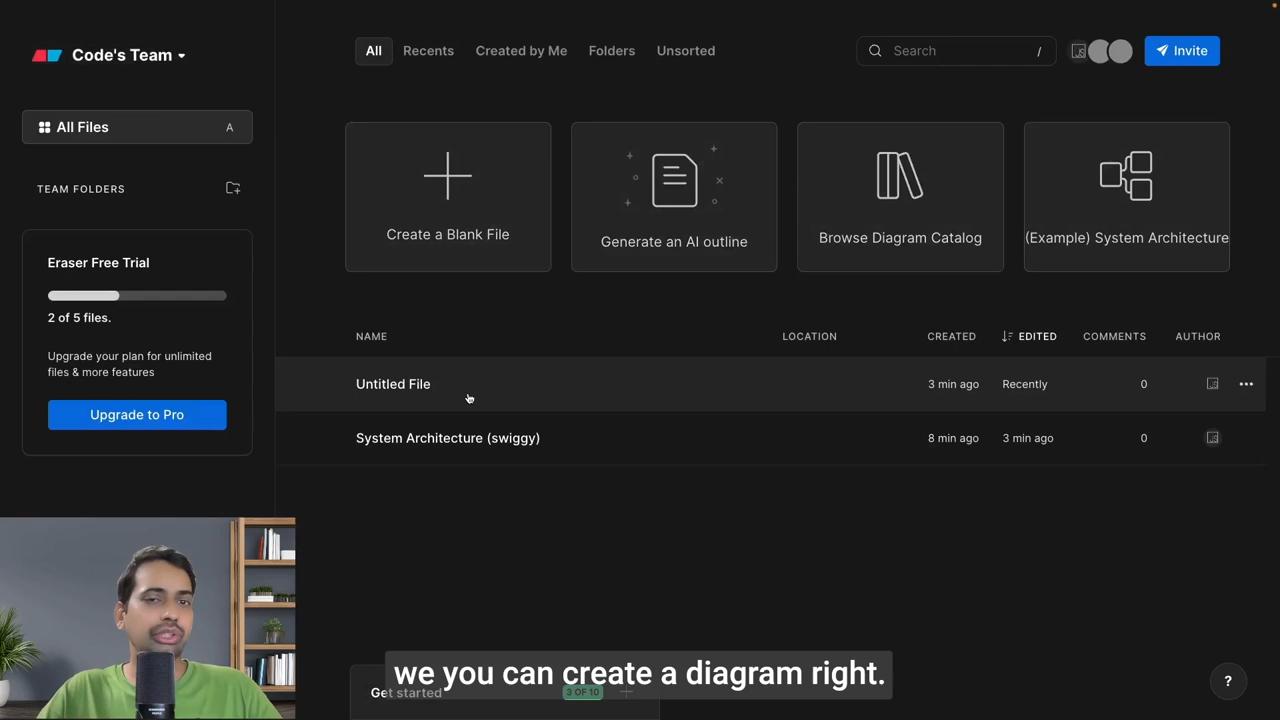 Code's Team
All Recents Created by Me Folders Unsorted
Search /
Invite
All Files A
TEAM FOLDERS
Eraser Free Trial
2 of 5 files.
Upgrade your plan for unlimited
files & more features
Upgrade to Pro
Create a Blank File
Generate an AI outline
Browse Diagram Catalog
(Example) System Architecture
NAME LOCATION CREATED EDITED COMMENTS AUTHOR
Untitled File 3 min ago Recently 0
System Architecture (swiggy) 8 min ago 3 min ago 0
we you can create a diagram right.
Get started 3 OF 10
?